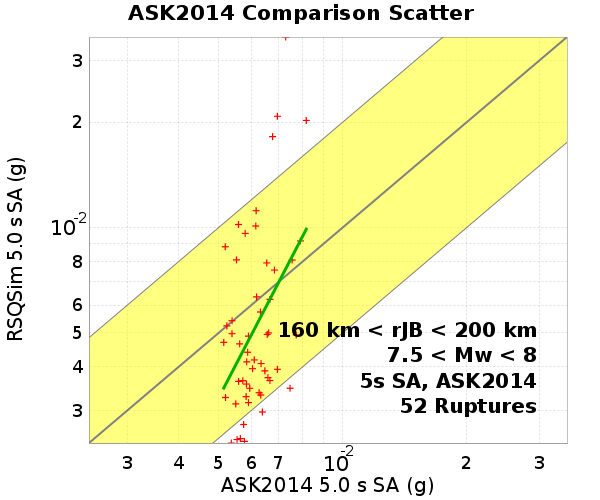 ASK2014 Comparison Scatter
RSQSim 5.0 s SA (g)
3
2
10-2
7
6
5
4
3
160 km < rJB < 200 km
7.5 < Mw < 8
5s SA, ASK2014
52 Ruptures
3 4 5 6 7 10-2 2 3
ASK2014 5.0 s SA (g)